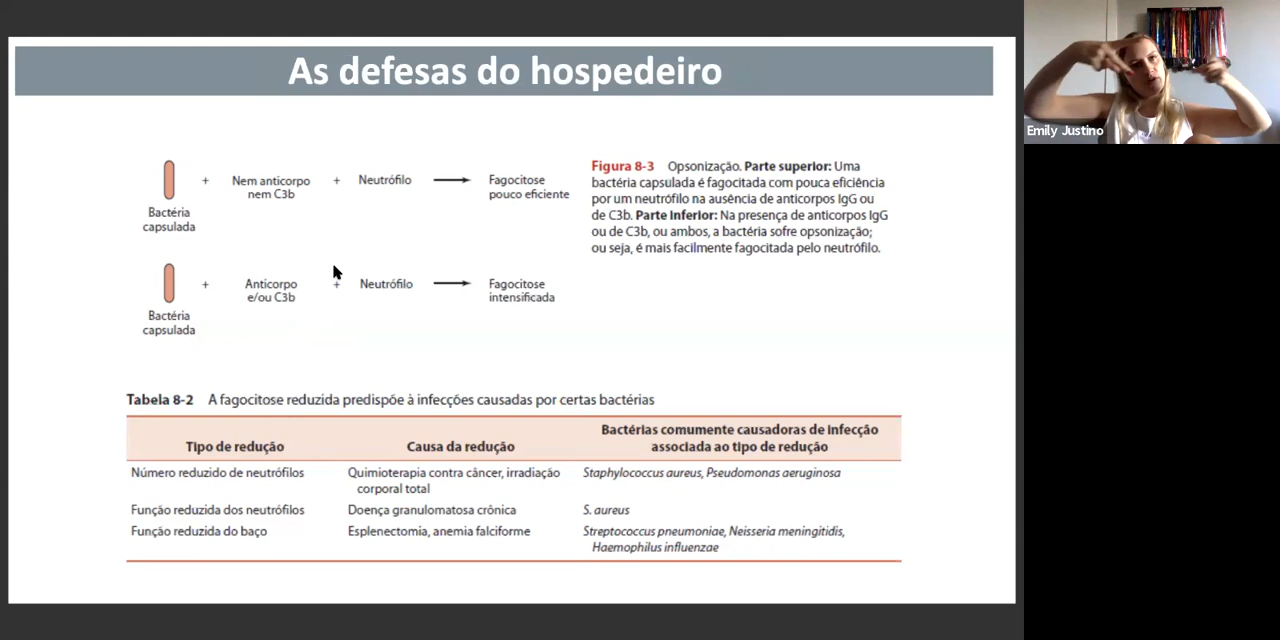 As defesas do hospedeiro
Emily Justino
+ Nem anticorpo + Neutrófilo Fagocitose
nem C3b pouco eficiente
Bactéria
capsulada
+ Anticorpo + Neutrófilo Fagocitose
e/ou C3b intensificada
Bactéria
capsulada
Figura 8-3 Opsonização. Parte superior: Uma
bactéria capsulada é fagocitada com pouca eficiência
por um neutrófilo na ausência de anticorpos IgG ou
de C3b. Parte inferior: Na presença de anticorpos IgG
ou de C3b, ou ambos, a bactéria sofre opsonização;
ou seja, é mais facilmente fagocitada pelo neutrófilo.
Tabela 8-2 A fagocitose reduzida predispõe à infecções causadas por certas bactérias
Bactérias comumente causadoras de infecção
Tipo de redução Causa da redução associada ao tipo de redução
Número reduzido de neutrófilos Quimioterapia contra câncer, irradiação Staphylococcus aureus, Pseudomonas aeruginosa
corporal total
Função reduzida dos neutrófilos Doença granulomatosa crônica S. aureus
Função reduzida do baço Esplenectomia, anemia falciforme Streptococcus pneumoniae, Neisseria meningitidis,
Haemophilus influenzae